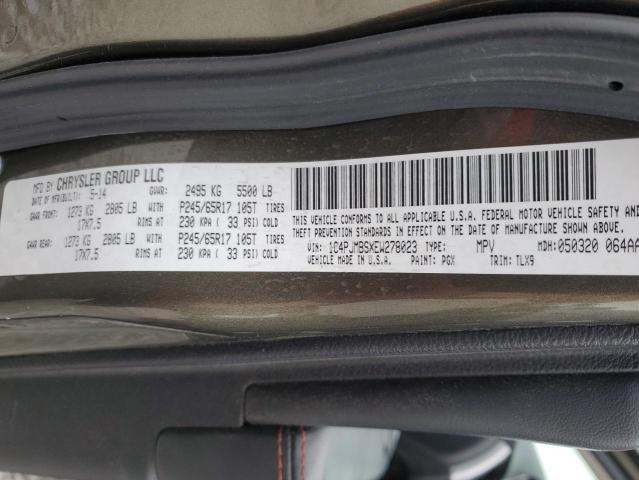 MFD BY CHRYSLER GROUP LLC
DATE OF MFR(BUILT): 5-14 GVWR: 2495 KG 5500 LB
GAWR FRONT: 1273 KG 2805 LB WITH P245/65R17 105T TIRES
17X7.5 RIMS AT 230 KPA ( 33 PSI) COLD
GAWR REAR: 1273 KG 2805 LB WITH P245/65R17 105T TIRES
17X7.5 RIMS AT 230 KPA ( 33 PSI) COLD
THIS VEHICLE CONFORMS TO ALL APPLICABLE U.S.A. FEDERAL MOTOR VEHICLE SAFETY AND
THEFT PREVENTION STANDARDS IN EFFECT ON THE DATE OF MANUFACTURE SHOWN ABOVE.
VIN: 1C4PJMBSXEW278023 TYPE: MPV MDH: 050320 064AA
VEHICLE MADE IN U.S.A. PAINT: PGX TRIM: TLX9